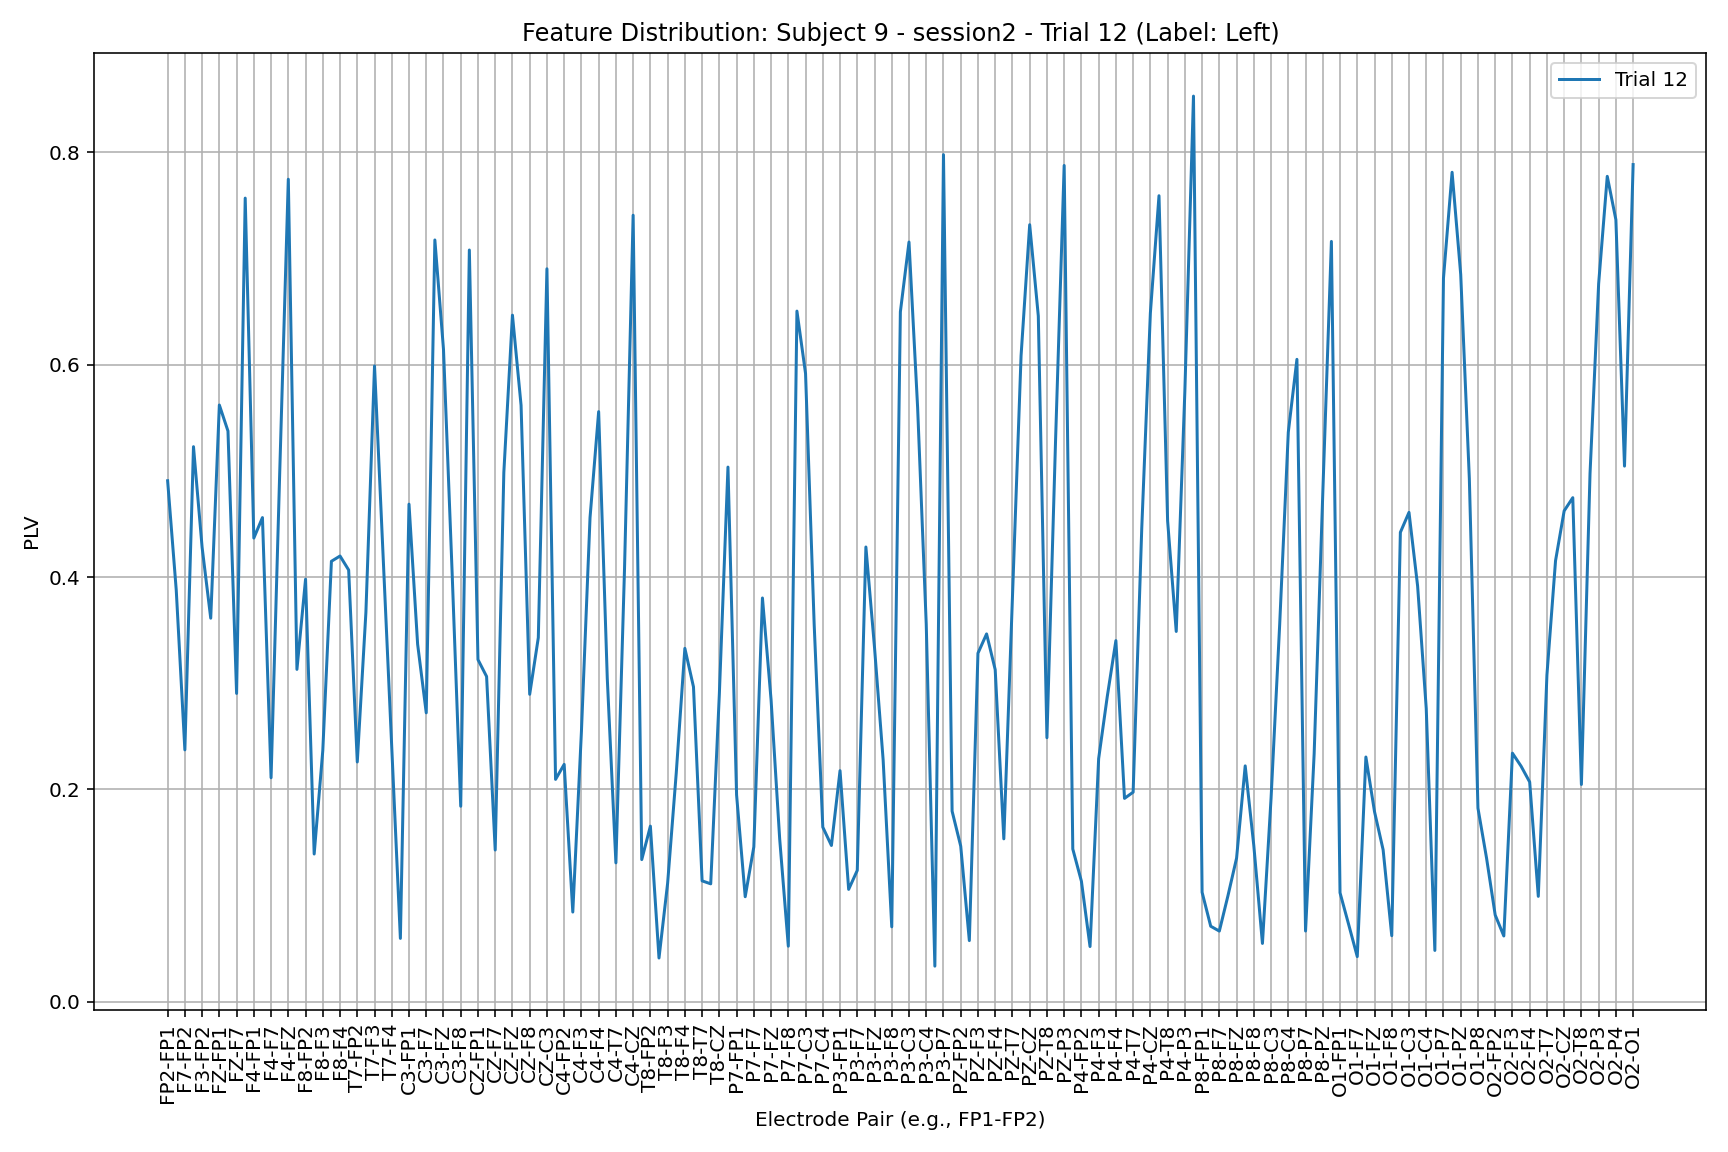 Feature Distribution: Subject 9 - session2 - Trial 12 (Label: Left)
Trial 12
PLV
0.8
0.6
0.4
0.2
0.0
FP2-FP1
F7-FP2
F3-FP2
FZ-FP1
FZ-F7
F4-FP1
F4-F7
F4-FZ
F8-FP2
F8-F3
F8-F4
T7-FP2
T7-F3
T7-F4
C3-FP1
C3-F7
C3-FZ
C3-F8
CZ-FP1
CZ-F7
CZ-FZ
CZ-F8
CZ-C3
C4-FP2
C4-F3
C4-F4
C4-T7
C4-CZ
T8-FP2
T8-F3
T8-F4
T8-T7
T8-CZ
P7-FP1
P7-F7
P7-FZ
P7-F8
P7-C3
P7-C4
P3-FP1
P3-F7
P3-FZ
P3-F8
P3-C3
P3-C4
P3-P7
PZ-FP2
PZ-F3
PZ-F4
PZ-T7
PZ-CZ
PZ-T8
PZ-P3
P4-FP2
P4-F3
P4-F4
P4-T7
P4-CZ
P4-T8
P4-P3
P8-FP1
P8-F7
P8-FZ
P8-F8
P8-C3
P8-C4
P8-P7
P8-PZ
O1-FP1
O1-F7
O1-FZ
O1-F8
O1-C3
O1-C4
O1-P7
O1-PZ
O1-P8
O2-FP2
O2-F3
O2-F4
O2-T7
O2-CZ
O2-T8
O2-P3
O2-P4
O2-O1
Electrode Pair (e.g., FP1-FP2)